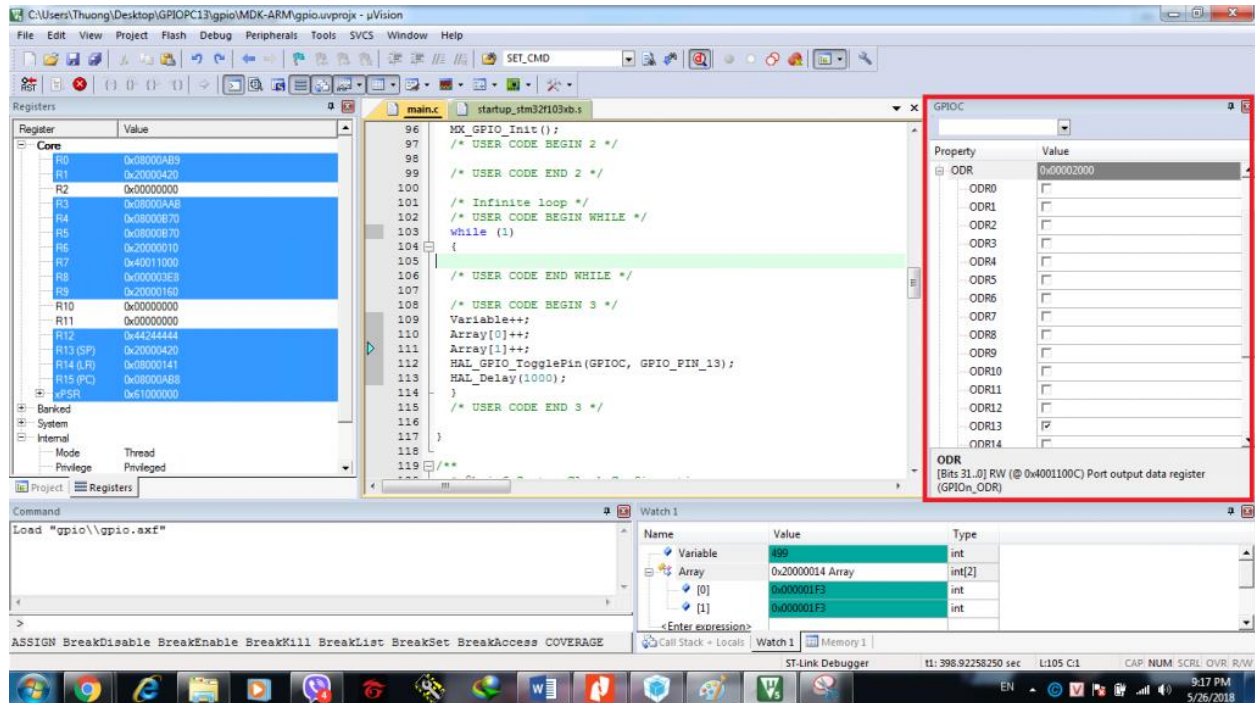 C:\Users\Thuong\Desktop\GPIOPC13\gpio\MDK-ARM\gpio.uvprojx - µVision
File Edit View Project Flash Debug Peripherals Tools SVCS Window Help
SET_CMD
RST
Registers
Register Value
Core
R0 0x08000AB9
R1 0x20000420
R2 0x00000000
R3 0x08000AAB
R4 0x08000B70
R5 0x08000B70
R6 0x20000010
R7 0x40011000
R8 0x000003E8
R9 0x20000160
R10 0x00000000
R11 0x00000000
R12 0x44244444
R13 (SP) 0x20000420
R14 (LR) 0x08000141
R15 (PC) 0x08000AB8
xPSR 0x61000000
Banked
System
Internal
Mode Thread
Privilege Privileged
Project Registers
main.c startup_stm32f103xb.s
96 MX_GPIO_Init();
97 /* USER CODE BEGIN 2 */
98
99 /* USER CODE END 2 */
100
101 /* Infinite loop */
102 /* USER CODE BEGIN WHILE */
103 while (1)
104 {
105
106 /* USER CODE END WHILE */
107
108 /* USER CODE BEGIN 3 */
109 Variable++;
110 Array[0]++;
111 Array[1]++;
112 HAL_GPIO_TogglePin(GPIOC, GPIO_PIN_13);
113 HAL_Delay(1000);
114 }
115 /* USER CODE END 3 */
116
117 }
118
119 /**
GPIOC
Property Value
ODR 0x00002000
ODR0
ODR1
ODR2
ODR3
ODR4
ODR5
ODR6
ODR7
ODR8
ODR9
ODR10
ODR11
ODR12
ODR13
ODR14
ODR
[Bits 31..0] RW (@ 0x4001100C) Port output data register
(GPIOn_ODR)
Command
Load "gpio\\gpio.axf"
>
ASSIGN BreakDisable BreakEnable BreakKill BreakList BreakSet BreakAccess COVERAGE
Watch 1
Name Value Type
Variable 499 int
Array 0x20000014 Array int[2]
[0] 0x000001F3 int
[1] 0x000001F3 int
<Enter expression>
Call Stack + Locals Watch 1 Memory 1
ST-Link Debugger t1: 398.92258250 sec L:105 C:1 CAP NUM SCRL OVR R/W
EN 9:17 PM
5/26/2018